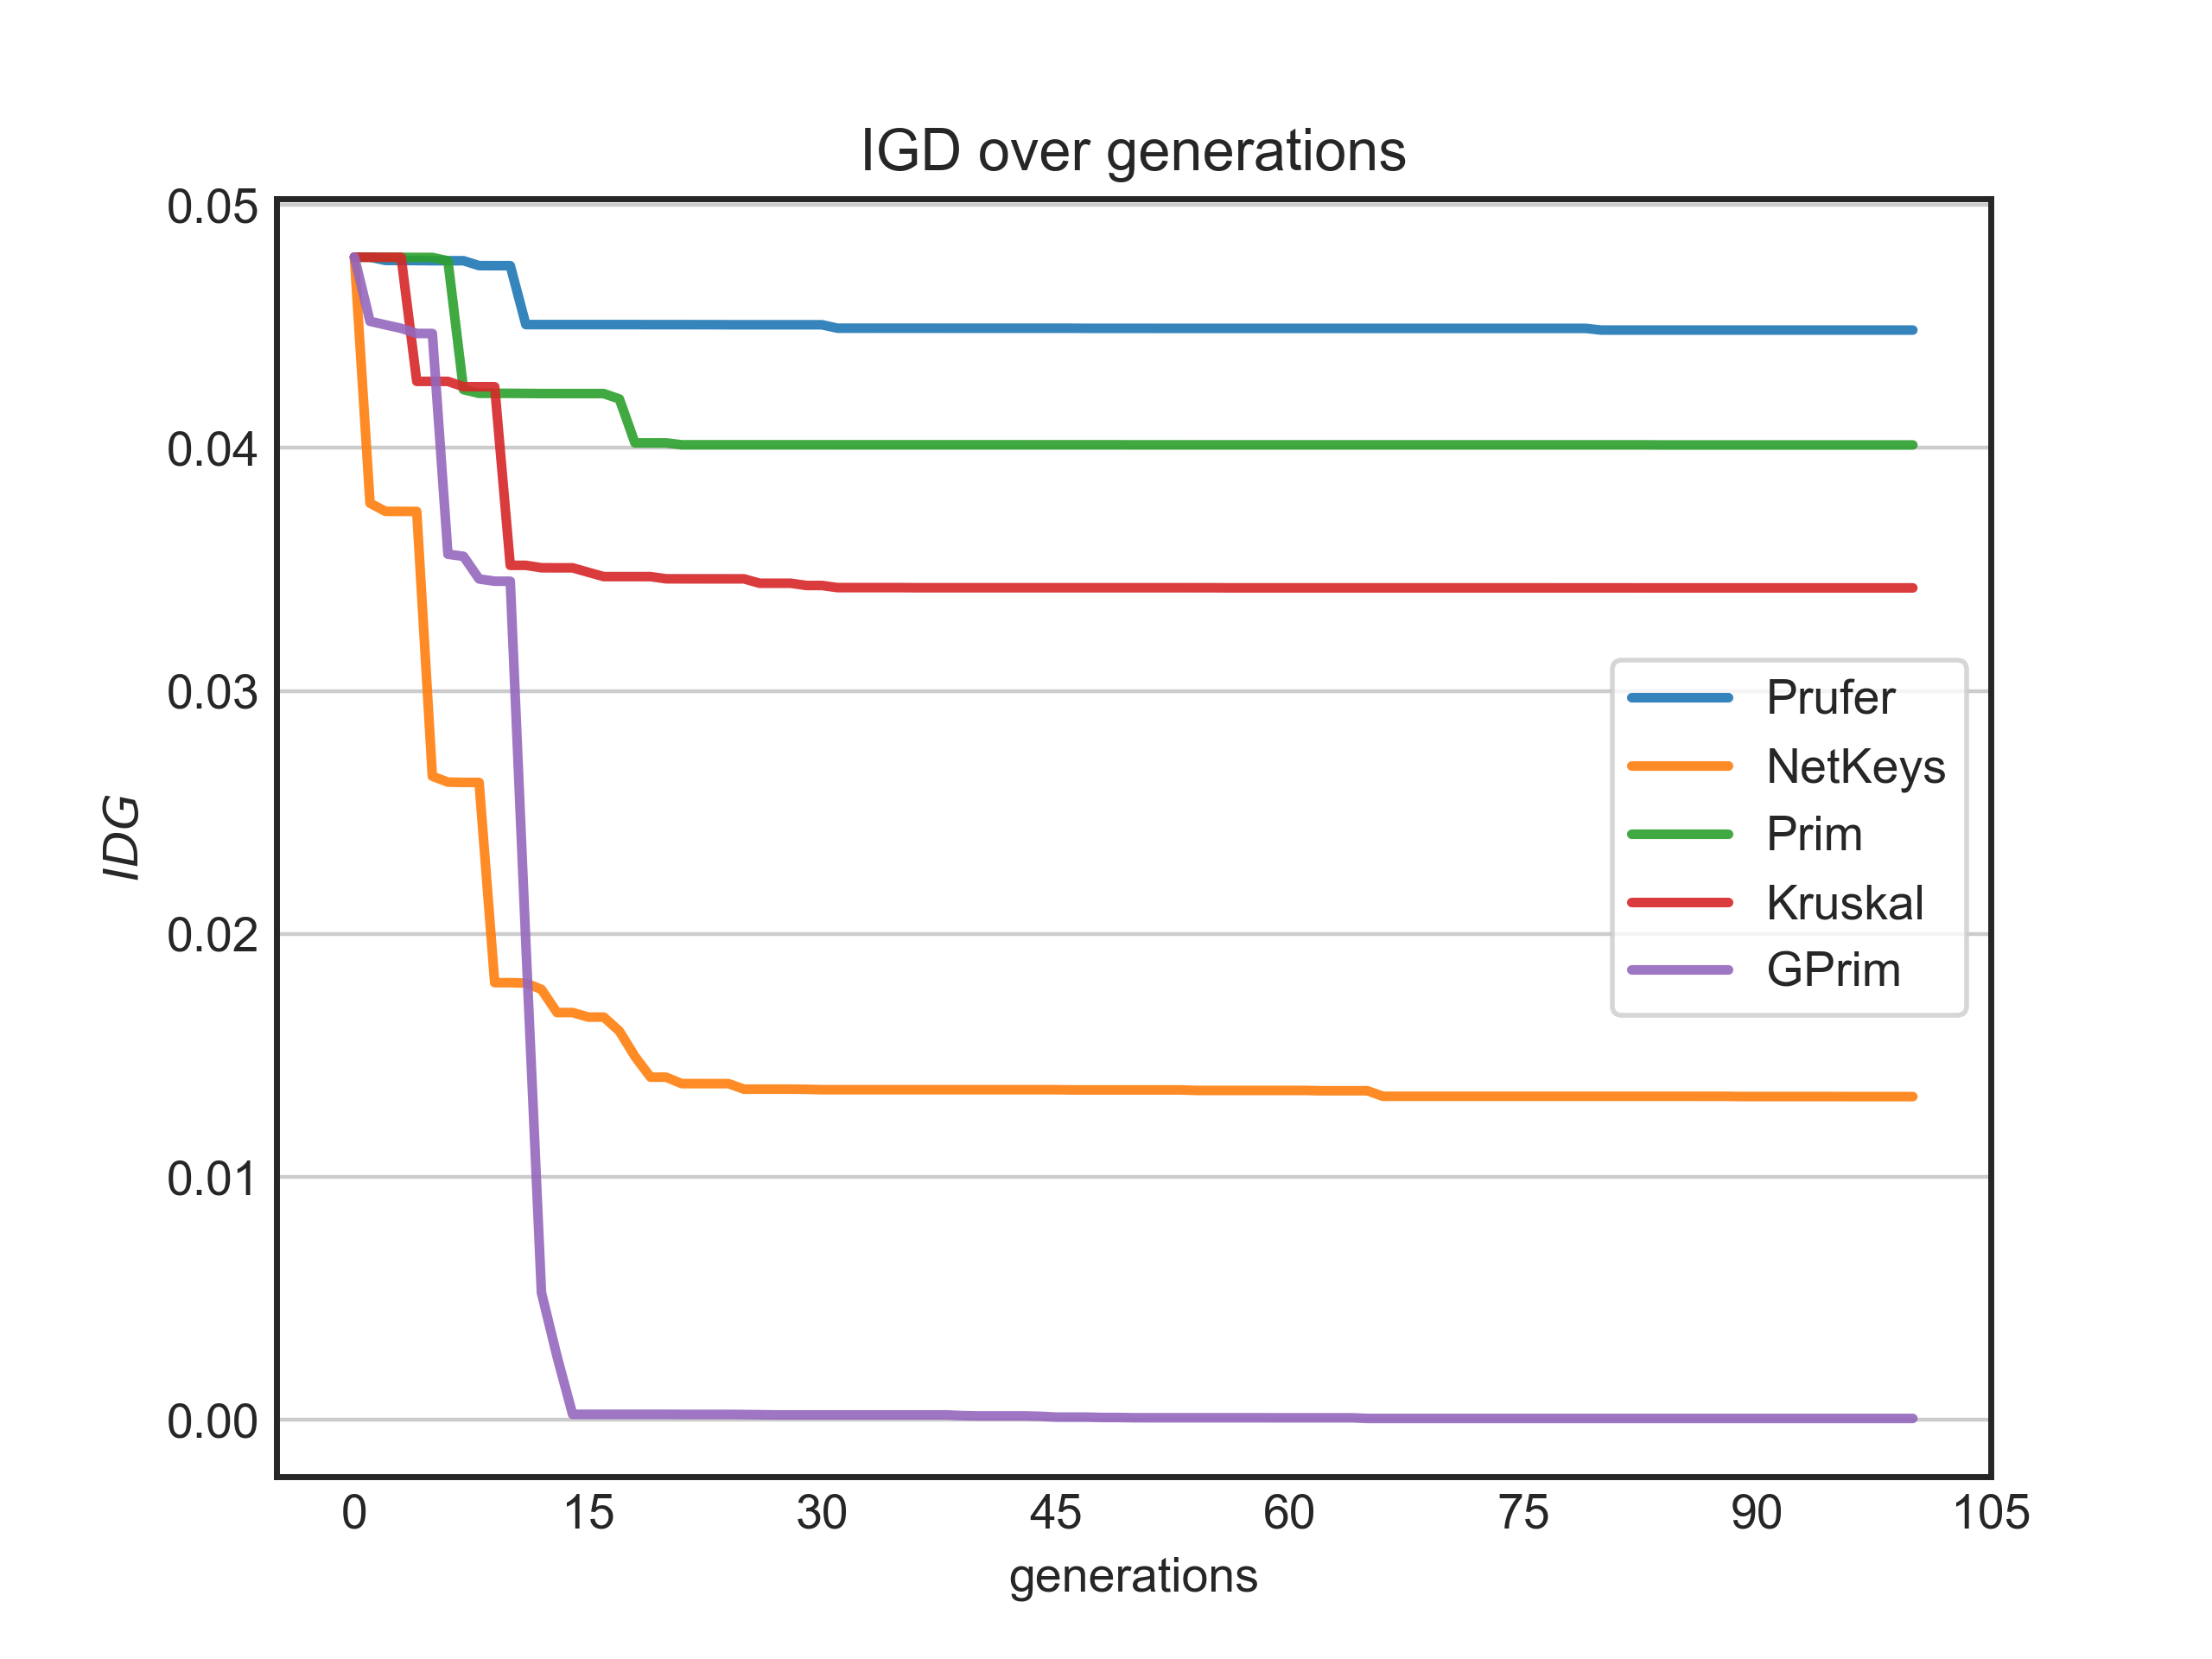 IGD over generations
0.05
0.04
0.03
0.02
0.01
0.00
IDG
Prufer
NetKeys
Prim
Kruskal
GPrim
0 15 30 45 60 75 90 105
generations